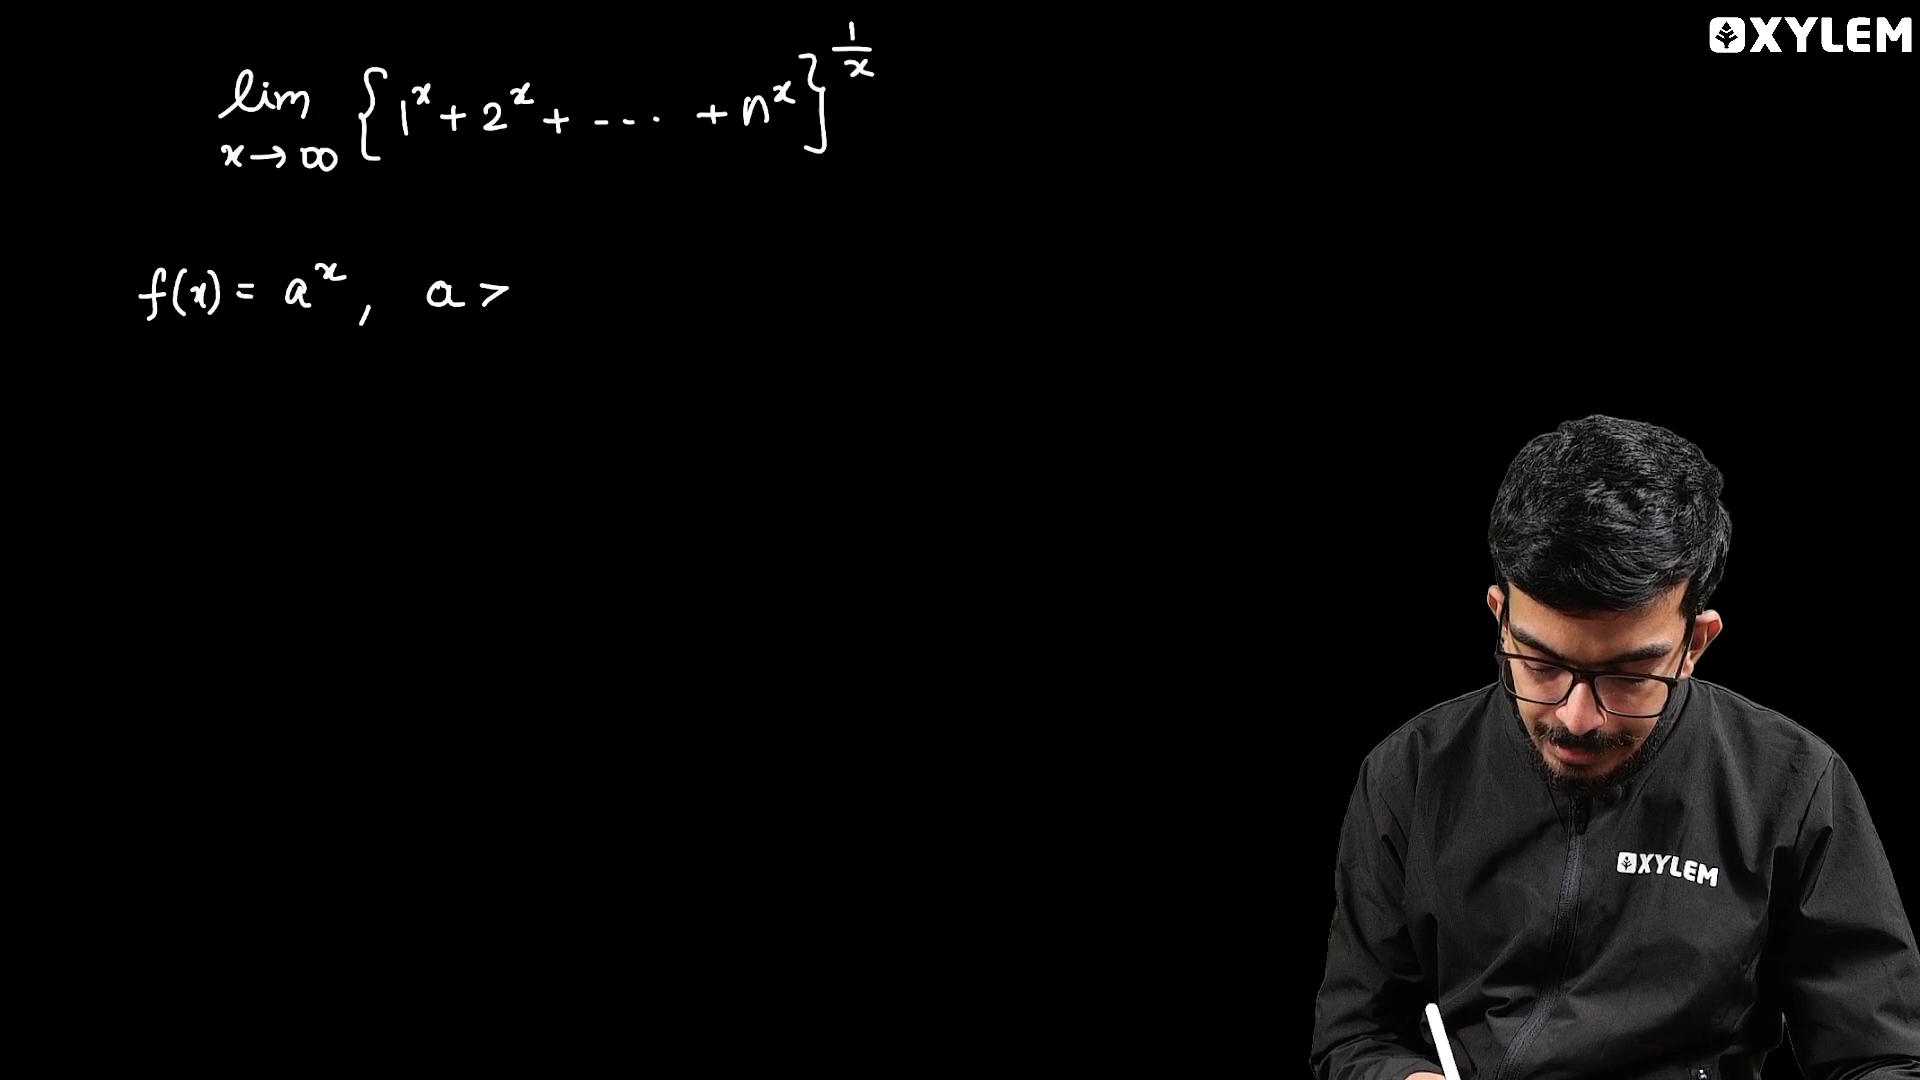 XYLEM
lim x→∞ {1^x + 2^x + --- + n^x}^(1/x)
f(x) = a^x, a >
XYLEM